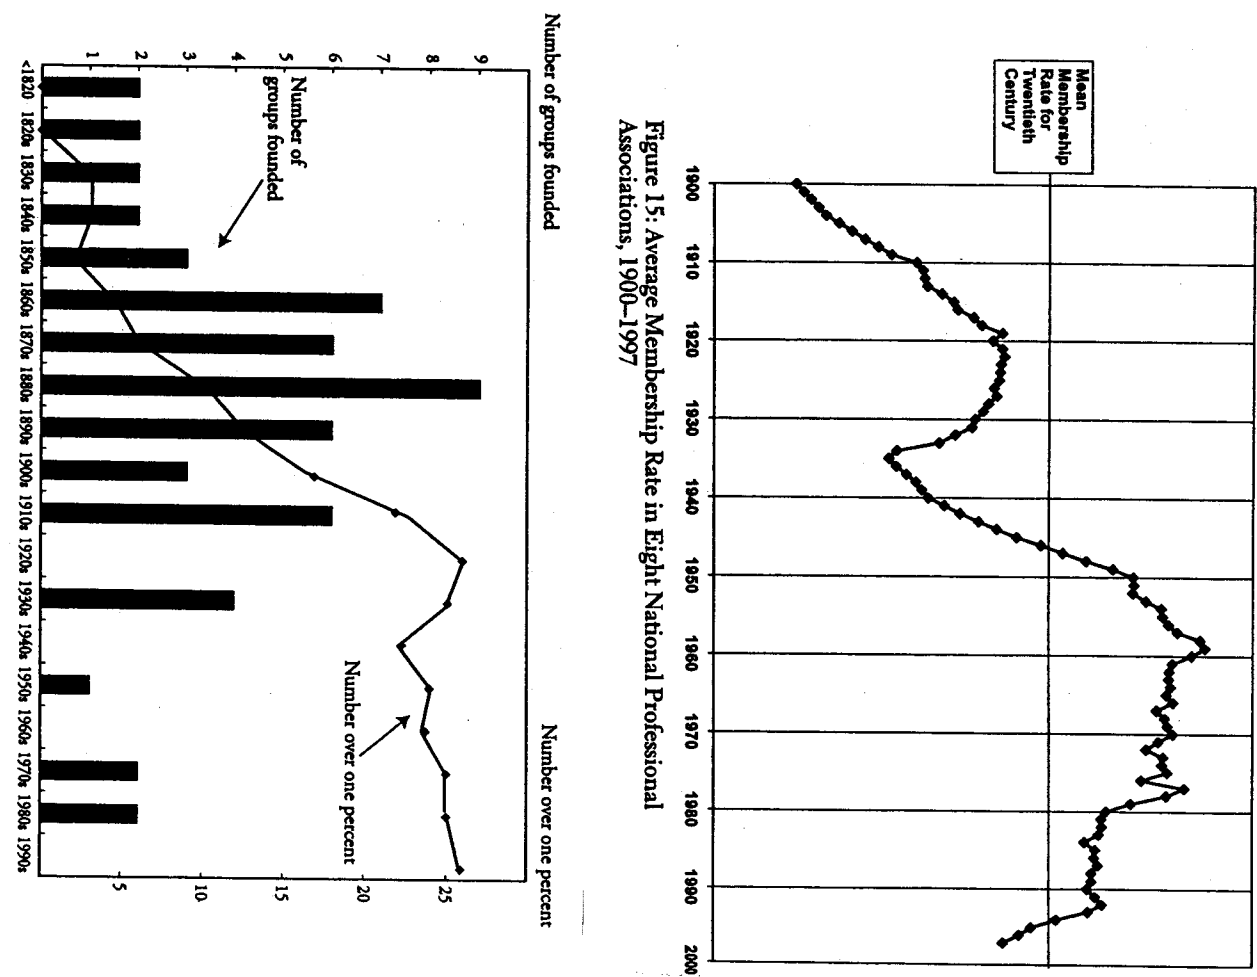 Mean
Membership
Rate for
Twentieth
Century
1900
1910
1920
1930
1940
1950
1960
1970
1980
1990
2000
Figure 15: Average Membership Rate in Eight National Professional
Associations, 1900–1997
Number of groups founded
Number over one percent
9
8
7
6
5
4
3
2
1
Number of
groups founded
Number over one percent
25
20
15
10
5
<1820 1820s 1830s 1840s 1850s 1860s 1870s 1880s 1890s 1900s 1910s 1920s 1930s 1940s 1950s 1960s 1970s 1980s 1990s